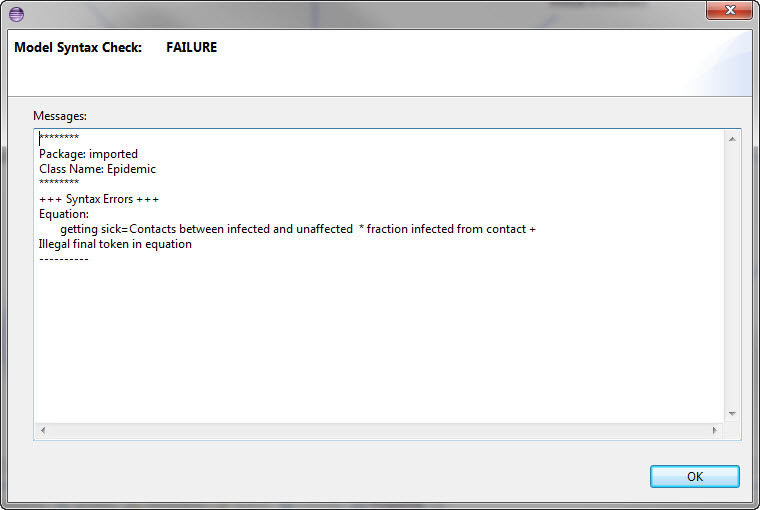 Model Syntax Check: FAILURE
Messages:
********
Package: imported
Class Name: Epidemic
********
+++ Syntax Errors +++
Equation:
getting sick=Contacts between infected and unaffected  * fraction infected from contact +
Illegal final token in equation
----------
OK